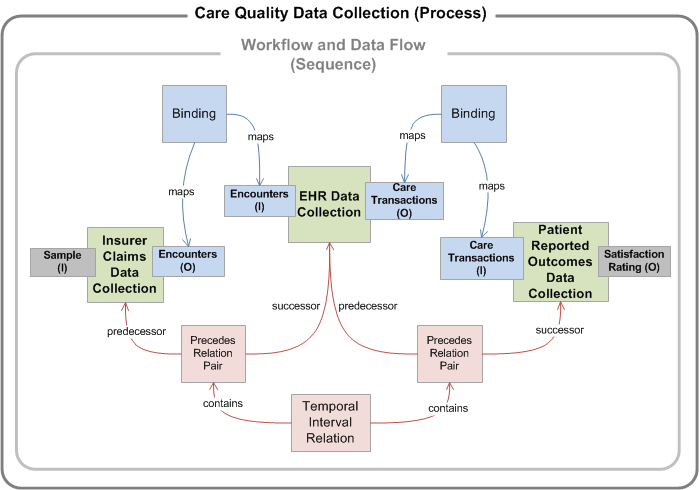 Care Quality Data Collection (Process)
Workflow and Data Flow
(Sequence)
Binding
Binding
maps
maps
maps
maps
Encounters
(I)
EHR Data
Collection
Care
Transactions
(O)
Sample
(I)
Insurer
Claims
Data
Collection
Encounters
(O)
Care
Transactions
(I)
Patient
Reported
Outcomes
Data
Collection
Satisfaction
Rating (O)
predecessor
successor
predecessor
successor
Precedes
Relation
Pair
Precedes
Relation
Pair
contains
contains
Temporal
Interval
Relation